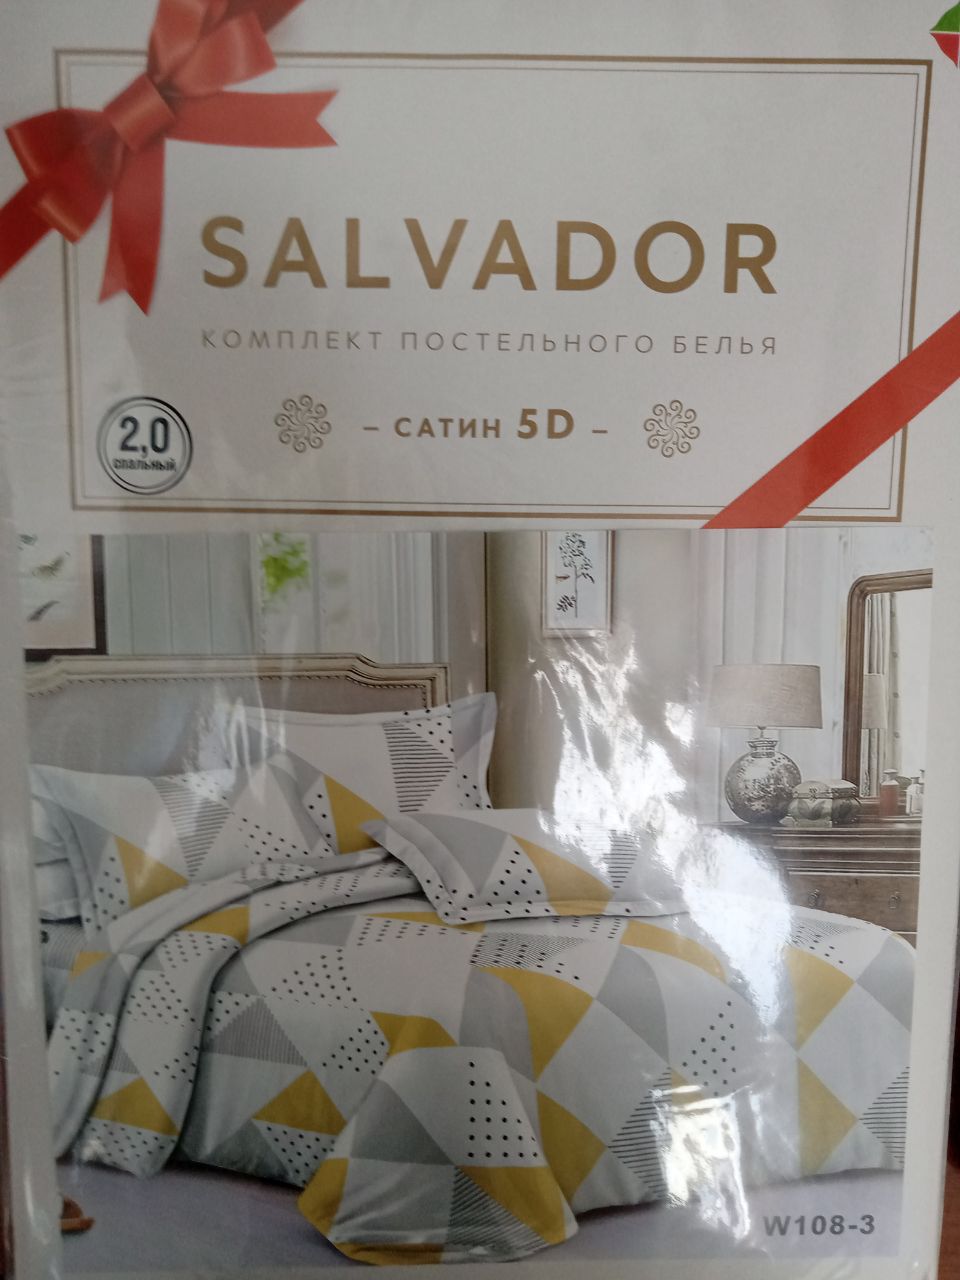 SALVADOR
КОМПЛЕКТ ПОСТЕЛЬНОГО БЕЛЬЯ
2,0
спальный
– САТИН 5D –
W108-3